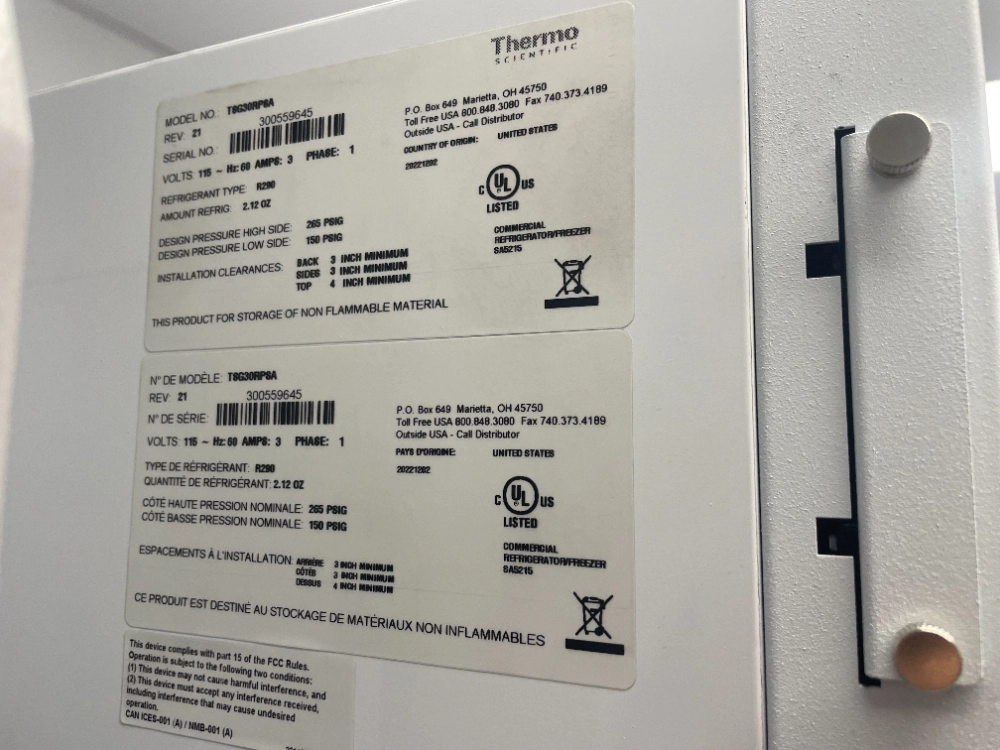 Thermo
SCIENTIFIC
MODEL NO.: TSG30RPSA
REV: 21
300559645
SERIAL NO.:
VOLTS: 115 ~ Hz: 60 AMPS: 3 PHASE: 1
REFRIGERANT TYPE: R290
AMOUNT REFRIG: 2.12 OZ
DESIGN PRESSURE HIGH SIDE: 265 PSIG
DESIGN PRESSURE LOW SIDE: 150 PSIG
INSTALLATION CLEARANCES: BACK 3 INCH MINIMUM
SIDES 3 INCH MINIMUM
TOP 4 INCH MINIMUM
THIS PRODUCT FOR STORAGE OF NON FLAMMABLE MATERIAL
P.O. Box 649 Marietta, OH 45750
Toll Free USA 800.848.3080 Fax 740.373.4189
Outside USA - Call Distributor
COUNTRY OF ORIGIN: UNITED STATES
20221202
C UL US
LISTED
COMMERCIAL
REFRIGERATOR/FREEZER
SA5215
N° DE MODÈLE: TSG30RPSA
REV: 21
300559645
N° DE SÉRIE:
VOLTS: 115 ~ Hz: 60 AMPS: 3 PHASE: 1
TYPE DE RÉFRIGÉRANT: R290
QUANTITÉ DE RÉFRIGÉRANT: 2.12 OZ
CÔTÉ HAUTE PRESSION NOMINALE: 265 PSIG
CÔTÉ BASSE PRESSION NOMINALE: 150 PSIG
ESPACEMENTS À L'INSTALLATION: ARRIÈRE 3 INCH MINIMUM
CÔTÉS 3 INCH MINIMUM
DESSUS 4 INCH MINIMUM
CE PRODUIT EST DESTINÉ AU STOCKAGE DE MATÉRIAUX NON INFLAMMABLES
P.O. Box 649 Marietta, OH 45750
Toll Free USA 800.848.3080 Fax 740.373.4189
Outside USA - Call Distributor
PAYS D'ORIGINE: UNITED STATES
20221202
C UL US
LISTED
COMMERCIAL
REFRIGERATOR/FREEZER
SA5215
This device complies with part 15 of the FCC Rules.
Operation is subject to the following two conditions:
(1) This device may not cause harmful interference, and
(2) This device must accept any interference received,
including interference that may cause undesired
operation.
CAN ICES-001 (A) / NMB-001 (A)